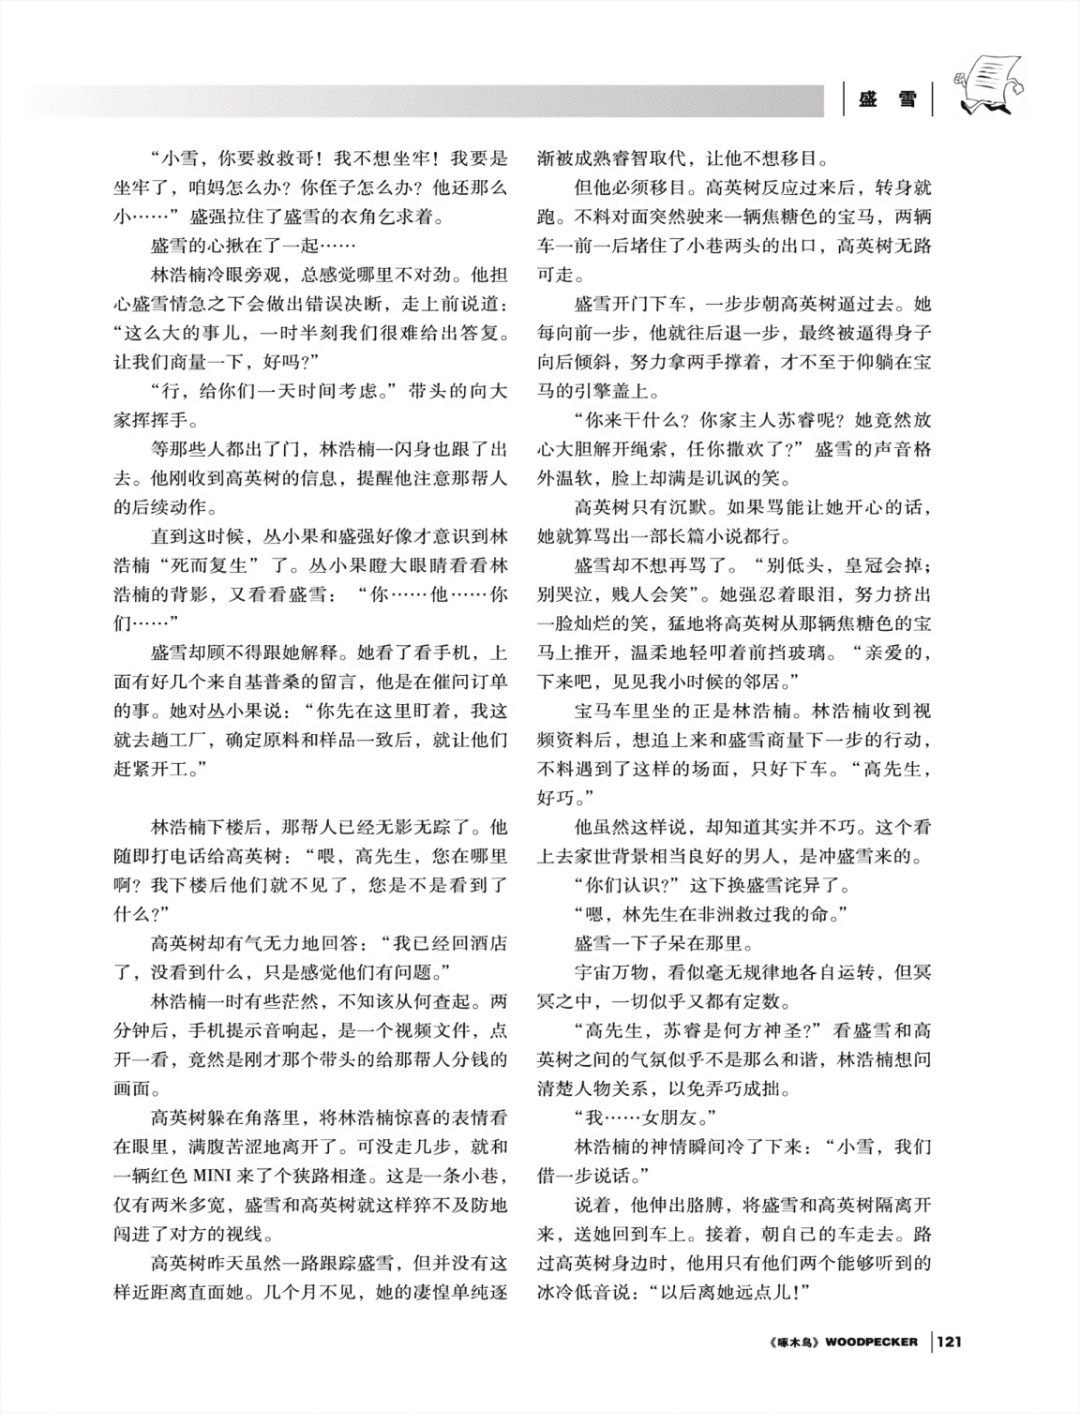 盛 雪
“小雪，你要救救哥！我不想坐牢！我要是
坐牢了，咱妈怎么办？你侄子怎么办？他还那么
小……”盛强拉住了盛雪的衣角乞求着。
盛雪的心揪在了一起……
林浩楠冷眼旁观，总感觉哪里不对劲。他担
心盛雪情急之下会做出错误决断，走上前说道：
“这么大的事儿，一时半刻我们很难给出答复。
让我们商量一下，好吗？”
“行，给你们一天时间考虑。”带头的向大
家挥挥手。
等那些人都出了门，林浩楠一闪身也跟了出
去。他刚收到高英树的信息，提醒他注意那帮人
的后续动作。
直到这时候，丛小果和盛强好像才意识到林
浩楠“死而复生”了。丛小果瞪大眼睛看看林
浩楠的背影，又看看盛雪：“你……他……你
们……”
盛雪却顾不得跟她解释。她看了看手机，上
面有好几个来自基普桑的留言，他是在催问订单
的事。她对丛小果说：“你先在这里盯着，我这
就去趟工厂，确定原料和样品一致后，就让他们
赶紧开工。”
林浩楠下楼后，那帮人已经无影无踪了。他
随即打电话给高英树：“喂，高先生，您在哪里
啊？我下楼后他们就不见了，您是不是看到了
什么？”
高英树却有气无力地回答：“我已经回酒店
了，没看到什么，只是感觉他们有问题。”
林浩楠一时有些茫然，不知该从何查起。两
分钟后，手机提示音响起，是一个视频文件，点
开一看，竟然是刚才那个带头的给那帮人分钱的
画面。
高英树躲在角落里，将林浩楠惊喜的表情看
在眼里，满腹苦涩地离开了。可没走几步，就和
一辆红色 MINI 来了个狭路相逢。这是一条小巷，
仅有两米多宽，盛雪和高英树就这样猝不及防地
闯进了对方的视线。
高英树昨天虽然一路跟踪盛雪，但并没有这
样近距离直面她。几个月不见，她的凄惶单纯逐
渐被成熟睿智取代，让他不想移目。
但他必须移目。高英树反应过来后，转身就
跑。不料对面突然驶来一辆焦糖色的宝马，两辆
车一前一后堵住了小巷两头的出口，高英树无路
可走。
盛雪开门下车，一步步朝高英树逼过去。她
每向前一步，他就往后退一步，最终被逼得身子
向后倾斜，努力拿两手撑着，才不至于仰躺在宝
马的引擎盖上。
“你来干什么？你家主人苏睿呢？她竟然放
心大胆解开绳索，任你撒欢了？”盛雪的声音格
外温软，脸上却满是讥讽的笑。
高英树只有沉默。如果骂能让她开心的话，
她就算骂出一部长篇小说都行。
盛雪却不想再骂了。“别低头，皇冠会掉；
别哭泣，贱人会笑”。她强忍着眼泪，努力挤出
一脸灿烂的笑，猛地将高英树从那辆焦糖色的宝
马上推开，温柔地轻叩着前挡玻璃。“亲爱的，
下来吧，见见我小时候的邻居。”
宝马车里坐的正是林浩楠。林浩楠收到视
频资料后，想追上来和盛雪商量下一步的行动，
不料遇到了这样的场面，只好下车。“高先生，
好巧。”
他虽然这样说，却知道其实并不巧。这个看
上去家世背景相当良好的男人，是冲盛雪来的。
“你们认识？”这下换盛雪诧异了。
“嗯，林先生在非洲救过我的命。”
盛雪一下子呆在那里。
宇宙万物，看似毫无规律地各自运转，但冥
冥之中，一切似乎又都有定数。
“高先生，苏睿是何方神圣？”看盛雪和高
英树之间的气氛似乎不是那么和谐，林浩楠想问
清楚人物关系，以免弄巧成拙。
“我……女朋友。”
林浩楠的神情瞬间冷了下来：“小雪，我们
借一步说话。”
说着，他伸出胳膊，将盛雪和高英树隔离开
来，送她回到车上。接着，朝自己的车走去。路
过高英树身边时，他用只有他们两个能够听到的
冰冷低音说：“以后离她远点儿！”
《啄木鸟》WOODPECKER 121